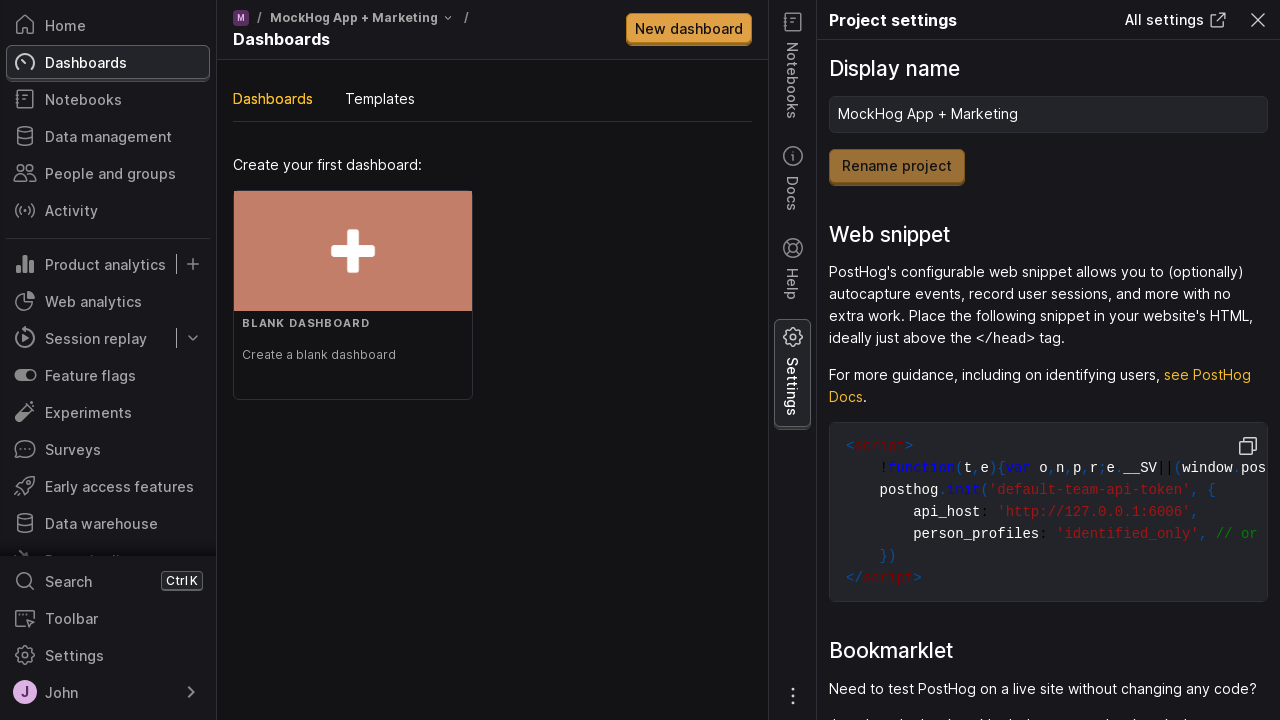 Home
Dashboards
Notebooks
Data management
People and groups
Activity
Product analytics
Web analytics
Session replay
Feature flags
Experiments
Surveys
Early access features
Data warehouse
Search Ctrl K
Toolbar
Settings
J John
M / MockHog App + Marketing /
Dashboards
New dashboard
Dashboards Templates
Create your first dashboard:
BLANK DASHBOARD
Create a blank dashboard
Notebooks
Docs
Help
Settings
Project settings
All settings
Display name
MockHog App + Marketing
Rename project
Web snippet
PostHog's configurable web snippet allows you to (optionally)
autocapture events, record user sessions, and more with no
extra work. Place the following snippet in your website's HTML,
ideally just above the </head> tag.
For more guidance, including on identifying users, see PostHog
Docs.
<script>
!function(t,e){var o,n,p,r;e.__SV||(window.pos
posthog.init('default-team-api-token', {
api_host: 'http://127.0.0.1:6006',
person_profiles: 'identified_only', // or
})
</script>
Bookmarklet
Need to test PostHog on a live site without changing any code?